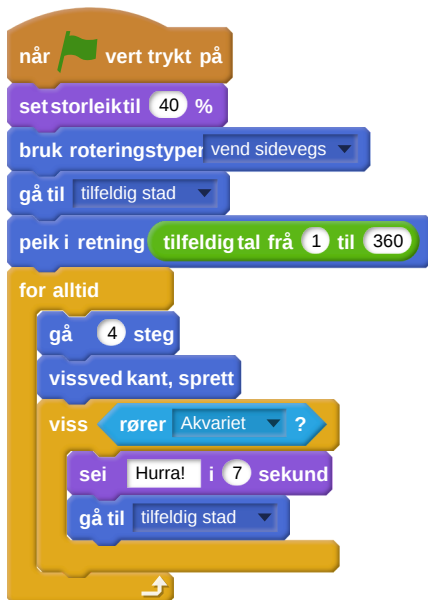 når vert trykt på
set storleik til 40 %
bruk roteringstypen vend sidevegs
gå til tilfeldig stad
peik i retning tilfeldig tal frå 1 til 360
for alltid
gå 4 steg
viss ved kant, sprett
viss rører Akvariet ?
sei Hurra! i 7 sekund
gå til tilfeldig stad